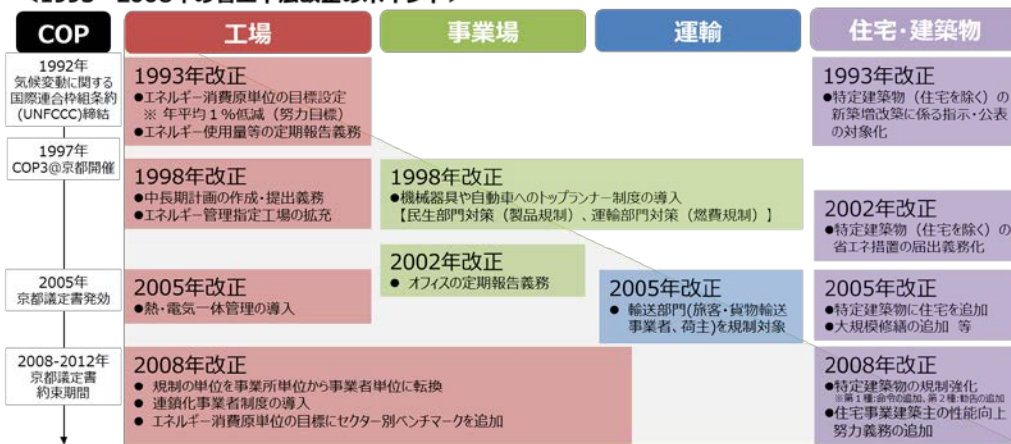 COP
工場
事業場
運輸
住宅・建築物
1992年
気候変動に関する
国際連合枠組条約
(UNFCCC)締結
1997年
COP3@京都開催
2005年
京都議定書発効
2008-2012年
京都議定書
約束期間
1993年改正
●エネルギー消費原単位の目標設定
※ 年平均1%低減（努力目標）
●エネルギー使用量等の定期報告義務
1998年改正
●中長期計画の作成・提出義務
●エネルギー管理指定工場の拡充
2005年改正
●熱・電気一体管理の導入
2008年改正
● 規制の単位を事業所単位から事業者単位に転換
● 連鎖化事業者制度の導入
● エネルギー消費原単位の目標にセクター別ベンチマークを追加
1998年改正
●機械器具や自動車へのトップランナー制度の導入
【民生部門対策（製品規制）、運輸部門対策（燃費規制）】
2002年改正
● オフィスの定期報告義務
2005年改正
● 輸送部門(旅客・貨物輸送
事業者、荷主)を規制対象
1993年改正
●特定建築物（住宅を除く）の
新築増改築に係る指示・公表
の対象化
2002年改正
●特定建築物（住宅を除く）の
省エネ措置の届出義務化
2005年改正
●特定建築物に住宅を追加
●大規模修繕の追加 等
2008年改正
●特定建築物の規制強化
※第1種:命令の追加、第2種:勧告の追加
●住宅事業建築主の性能向上
努力義務の追加